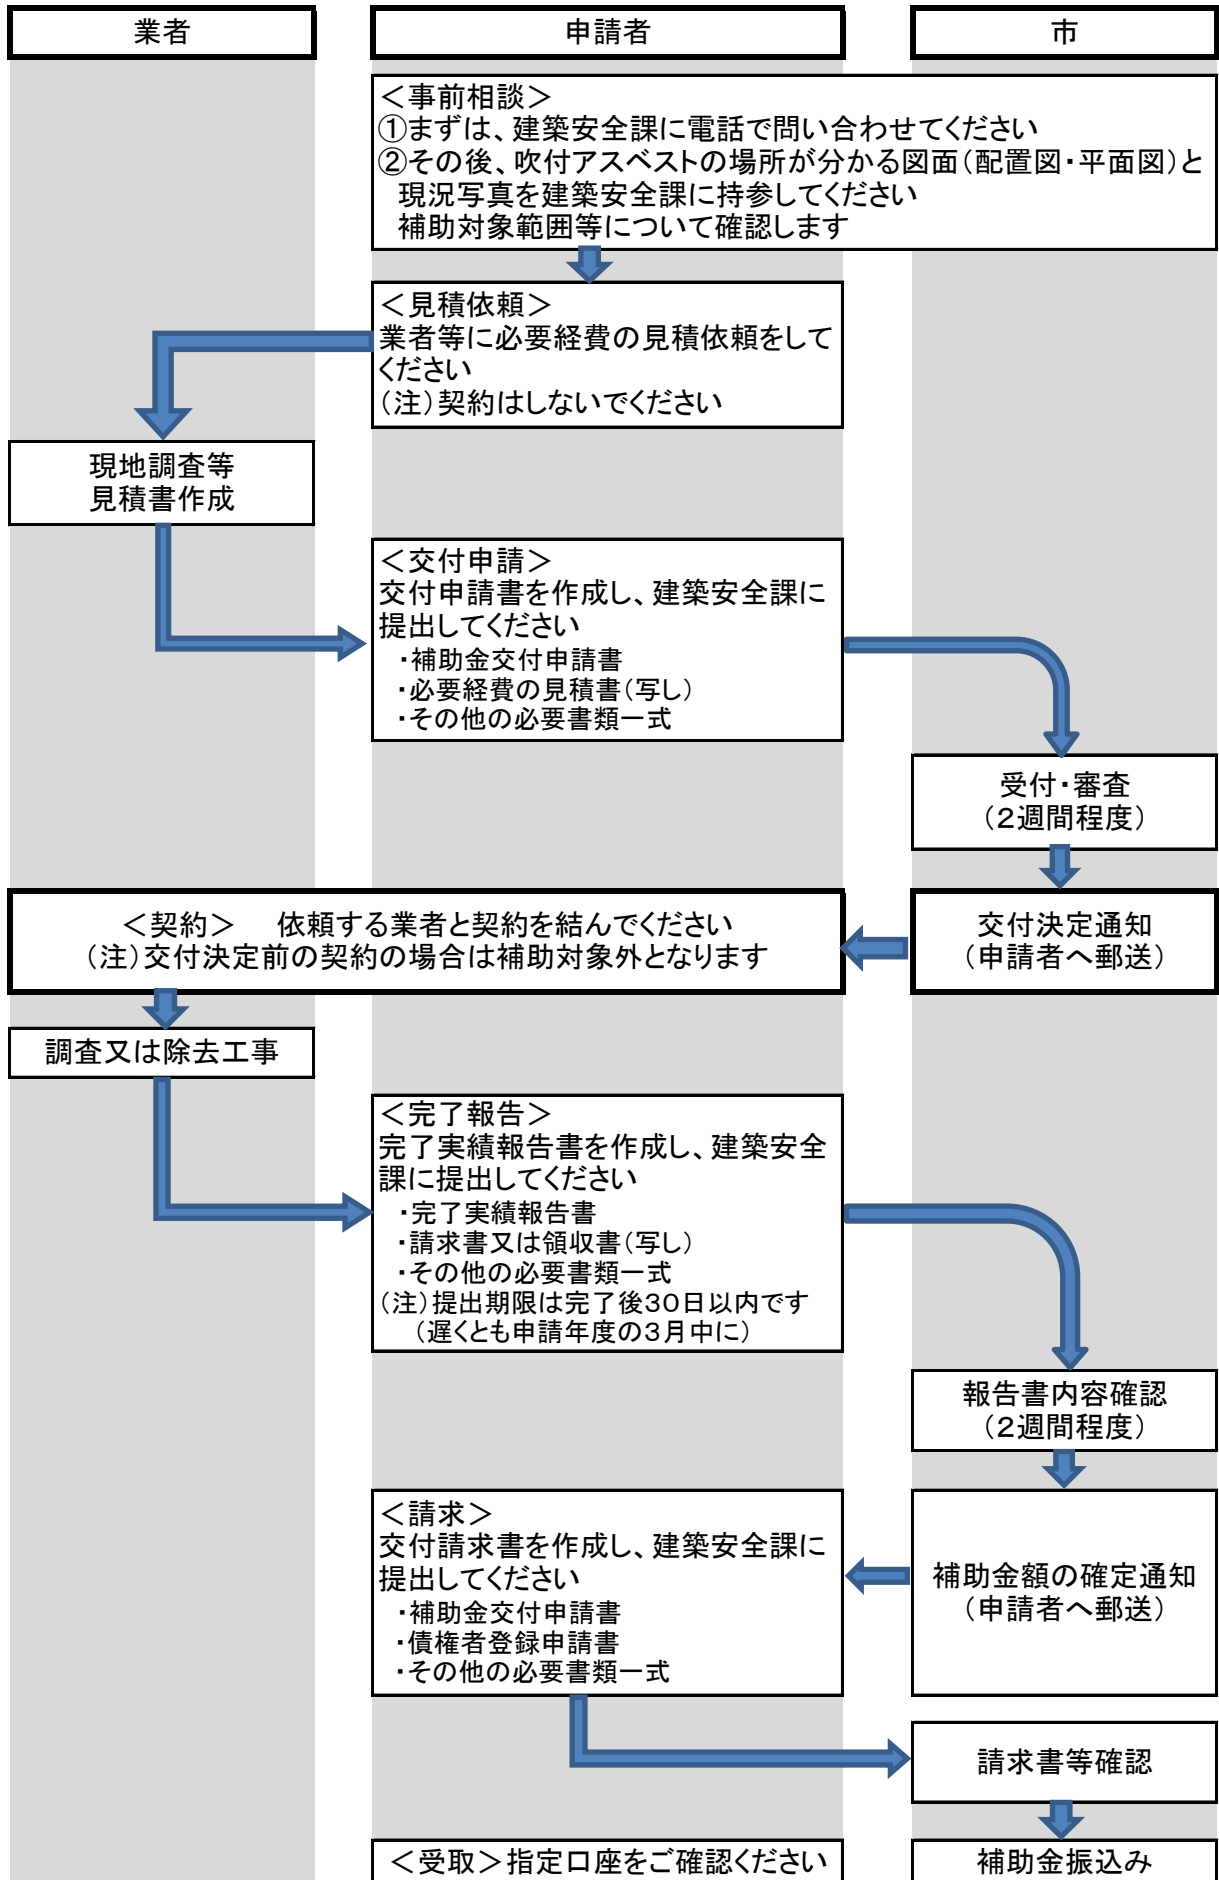 業者
申請者
市
＜事前相談＞
①まずは、建築安全課に電話で問い合わせてください
②その後、吹付アスベストの場所が分かる図面（配置図・平面図）と
現況写真を建築安全課に持参してください
補助対象範囲等について確認します
＜見積依頼＞
業者等に必要経費の見積依頼をして
ください
（注）契約はしないでください
現地調査等
見積書作成
＜交付申請＞
交付申請書を作成し、建築安全課に
提出してください
・補助金交付申請書
・必要経費の見積書（写し）
・その他の必要書類一式
受付・審査
（２週間程度）
＜契約＞　依頼する業者と契約を結んでください
（注）交付決定前の契約の場合は補助対象外となります
交付決定通知
（申請者へ郵送）
調査又は除去工事
＜完了報告＞
完了実績報告書を作成し、建築安全
課に提出してください
・完了実績報告書
・請求書又は領収書（写し）
・その他の必要書類一式
（注）提出期限は完了後３０日以内です
（遅くとも申請年度の３月中に）
報告書内容確認
（２週間程度）
＜請求＞
交付請求書を作成し、建築安全課に
提出してください
・補助金交付申請書
・債権者登録申請書
・その他の必要書類一式
補助金額の確定通知
（申請者へ郵送）
請求書等確認
＜受取＞指定口座をご確認ください
補助金振込み